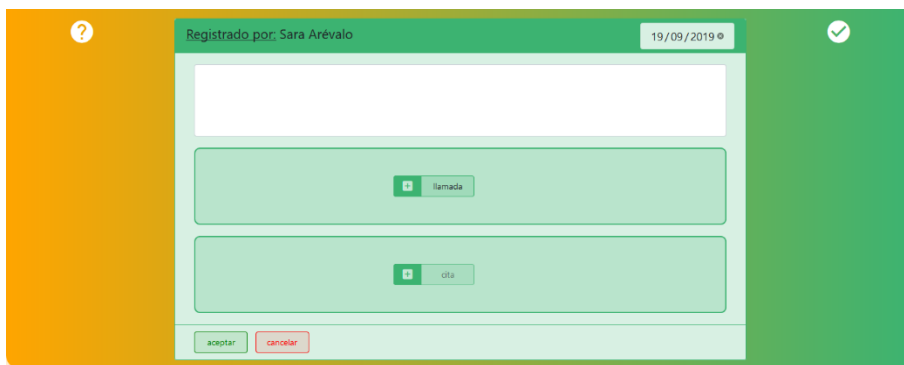 Registrado por: Sara Arévalo
19/09/2019
llamada
cita
aceptar
cancelar